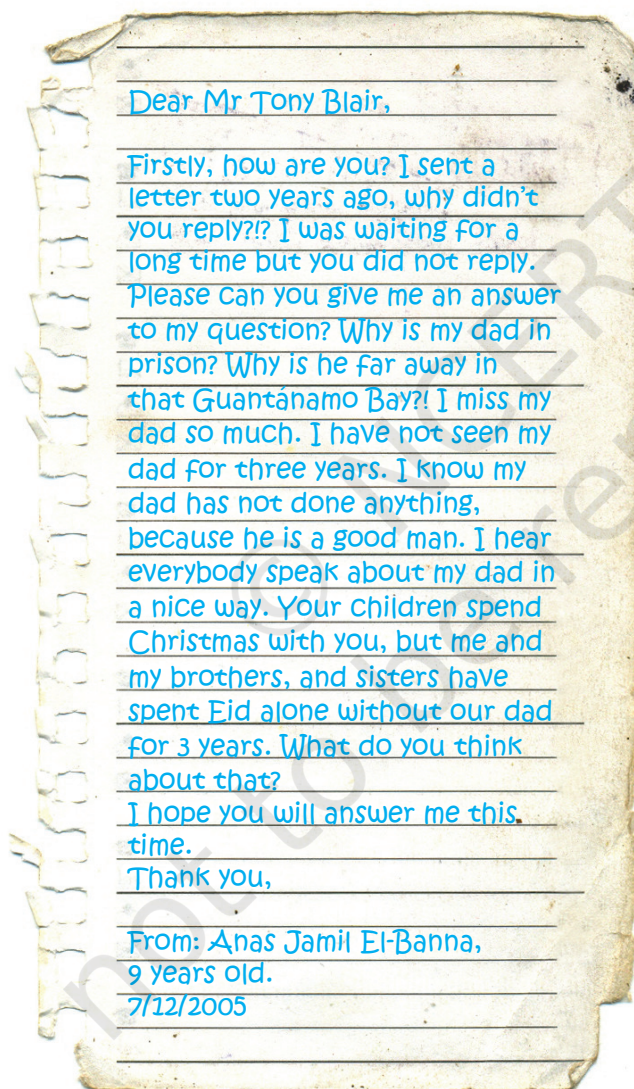 Dear Mr Tony Blair,
Firstly, how are you? I sent a
letter two years ago, why didn't
you reply?!? I was waiting for a
long time but you did not reply.
Please can you give me an answer
to my question? Why is my dad in
prison? Why is he far away in
that Guantánamo Bay?! I miss my
dad so much. I have not seen my
dad for three years. I know my
dad has not done anything,
because he is a good man. I hear
everybody speak about my dad in
a nice way. Your children spend
Christmas with you, but me and
my brothers, and sisters have
spent Eid alone without our dad
for 3 years. What do you think
about that?
I hope you will answer me this
time.
Thank you,
From: Anas Jamil El-Banna,
9 years old.
7/12/2005
© NCERT
not to be re